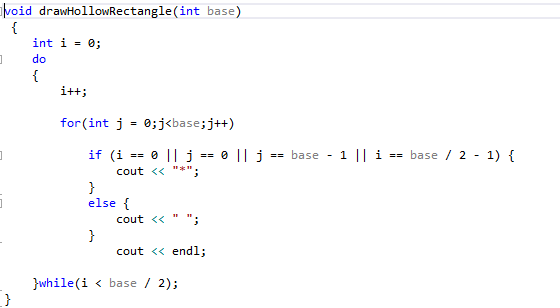 void drawHollowRectangle(int base)
{
int i = 0;
do
{
i++;
for(int j = 0;j<base;j++)
if (i == 0 || j == 0 || j == base - 1 || i == base / 2 - 1) {
cout << "*";
}
else {
cout << " ";
}
cout << endl;
}while(i < base / 2);
}